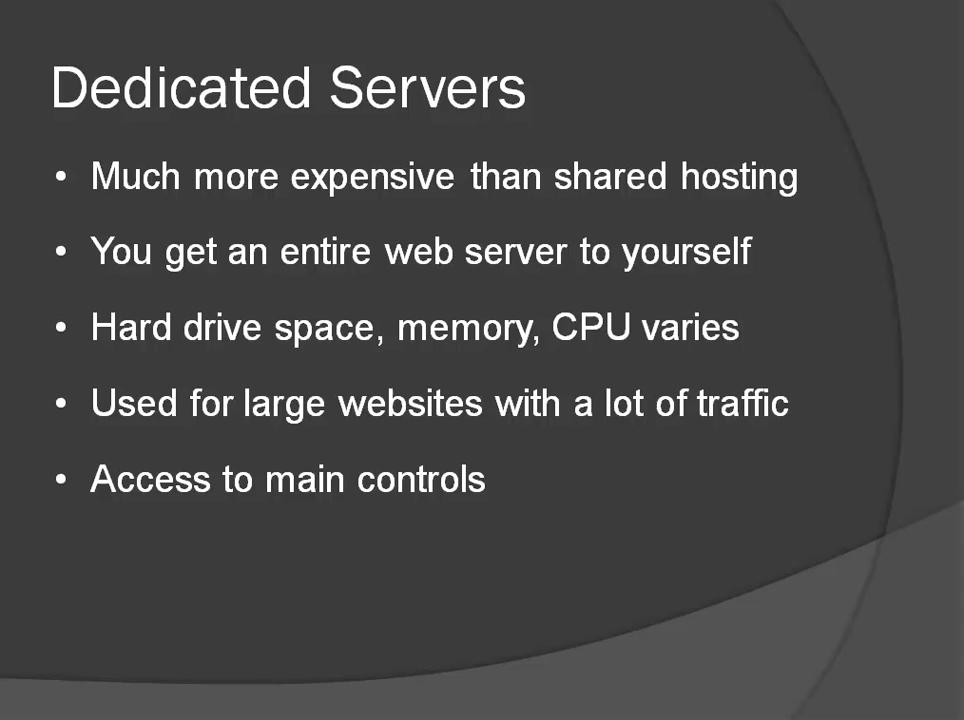 Dedicated Servers
• Much more expensive than shared hosting
• You get an entire web server to yourself
• Hard drive space, memory, CPU varies
• Used for large websites with a lot of traffic
• Access to main controls